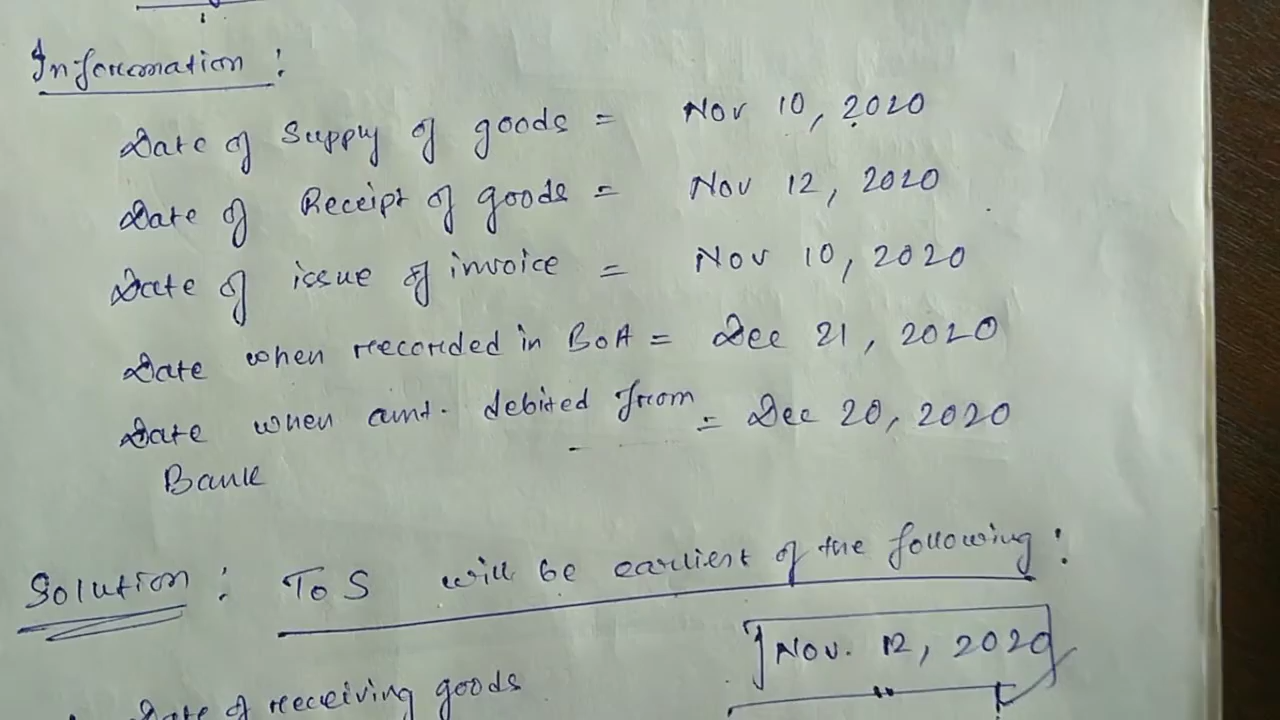 Information :
Date of Supply of goods = Nov 10, 2020
Date of Receipt of goods = Nov 12, 2020
Date of issue of invoice = Nov 10, 2020
Date when recorded in BOA = Dec 21, 2020
Date when amt. debited from = Dec 20, 2020
Bank
Solution : ToS will be earliest of the following :
Nov. 12, 2020
Date of receiving goods